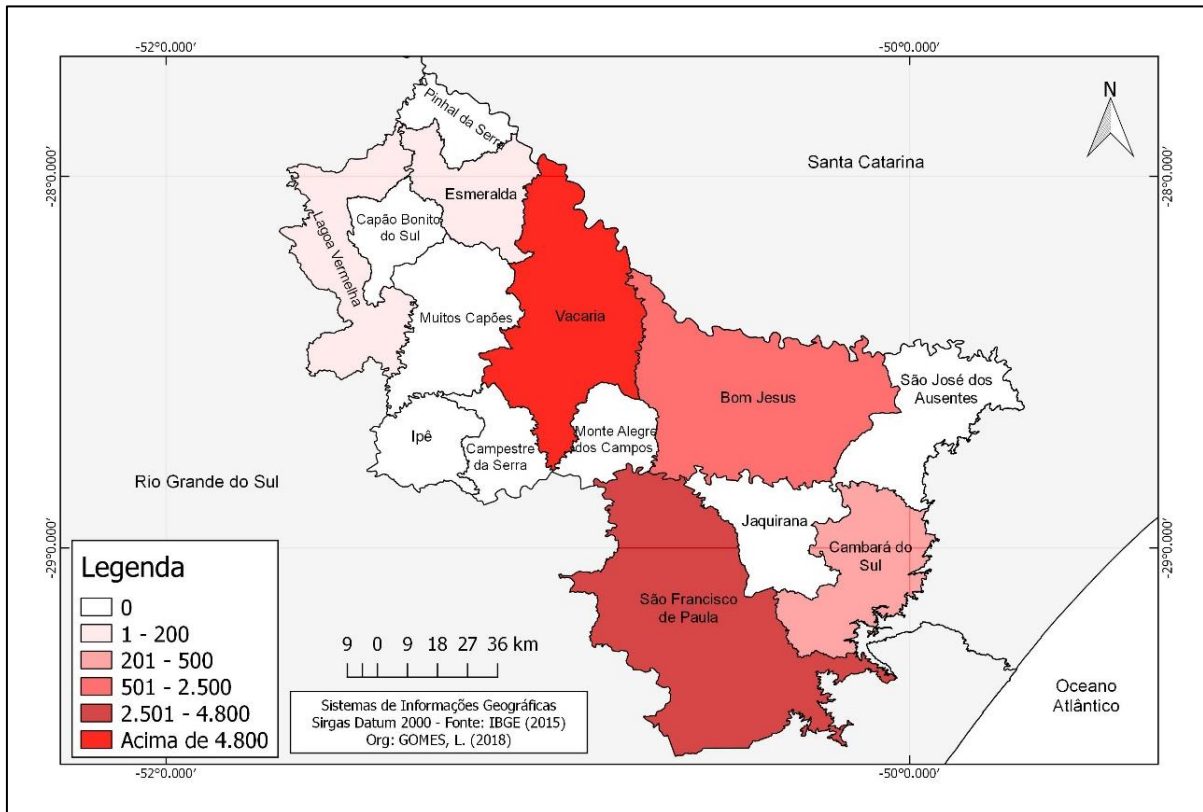 -52°0.000′
-50°0.000′
N
Pinhal da Serra
Santa Catarina
-28°0.000′
-28°0.000′
Esmeralda
Capão Bonito
do Sul
Lagoa Vermelha
Muitos Capões
Vacaria
São José dos
Ausentes
Bom Jesus
Ipê
Monte Alegre
dos Campos
Campestre
da Serra
Rio Grande do Sul
Jaquirana
-29°0.000′
-29°0.000′
Cambará do
Sul
Legenda
0
1 - 200
201 - 500
501 - 2.500
2.501 - 4.800
Acima de 4.800
São Francisco
de Paula
9 0 9 18 27 36 km
Sistemas de Informações Geográficas
Sirgas Datum 2000 - Fonte: IBGE (2015)
Org: GOMES, L. (2018)
Oceano
Atlântico
-52°0.000′
-50°0.000′